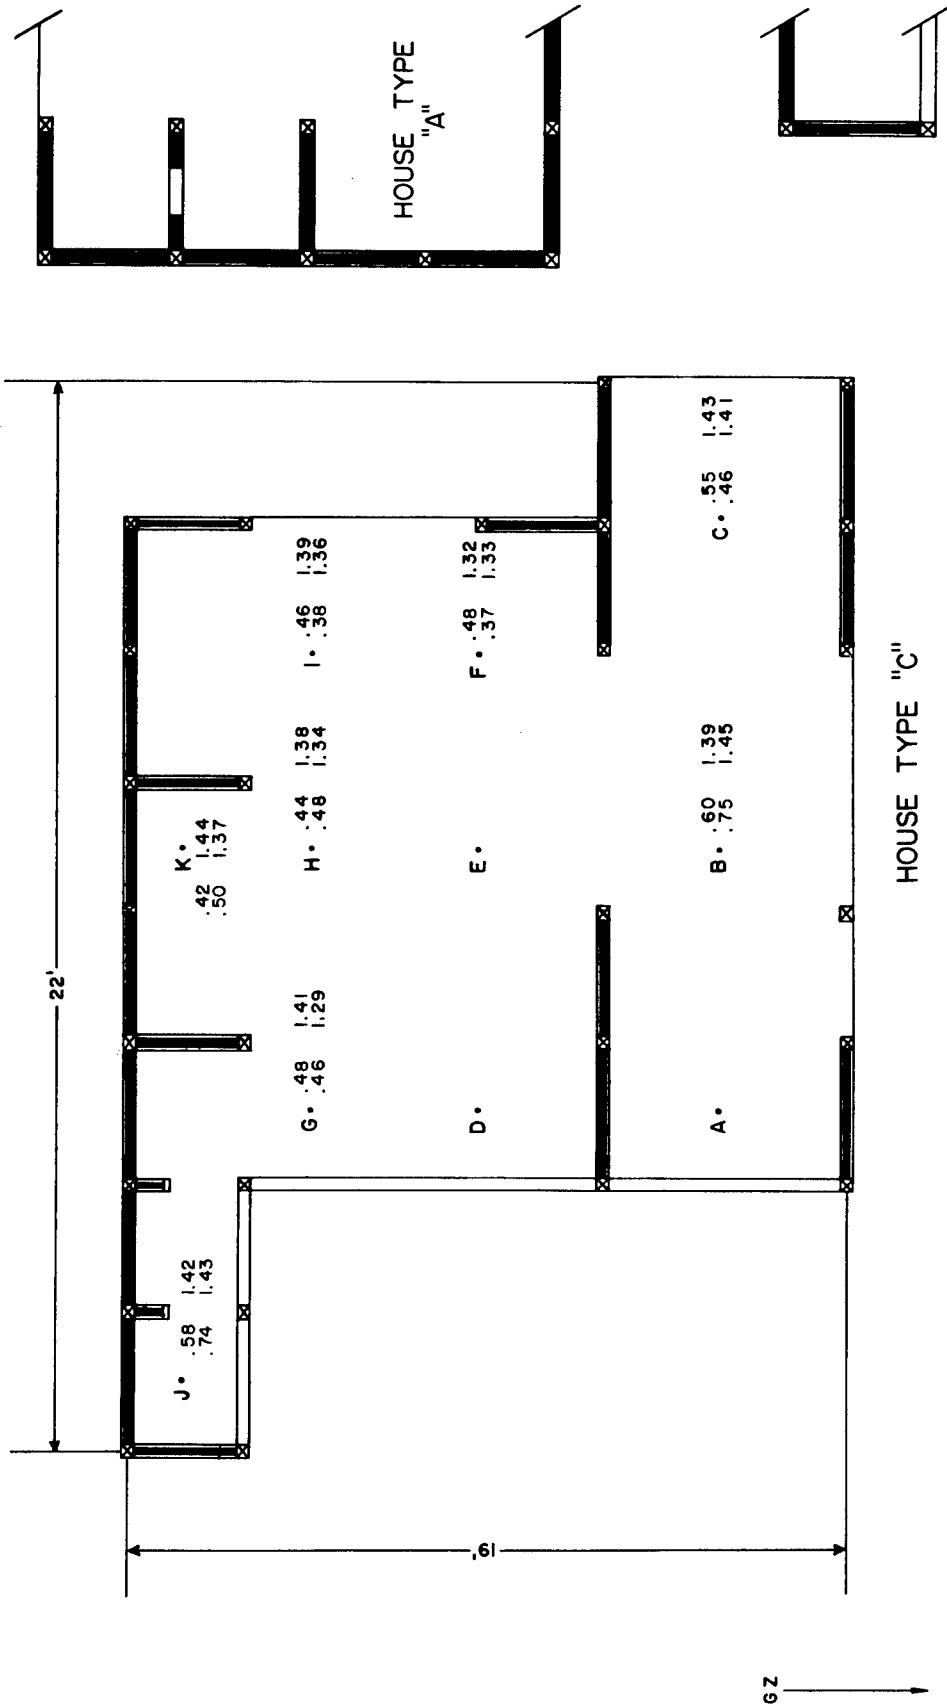 22'
19'
GZ
J • .58 1.42
.74 1.43
K •
.42 1.44
.50 1.37
G • .48 1.41
.46 1.29
H • .44 1.38
.48 1.34
I • .46 1.39
.38 1.36
D •
E •
F • .48 1.32
.37 1.33
A •
B • .60 1.39
.75 1.45
C • .55 1.43
.46 1.41
HOUSE TYPE "C"
HOUSE TYPE
"A"